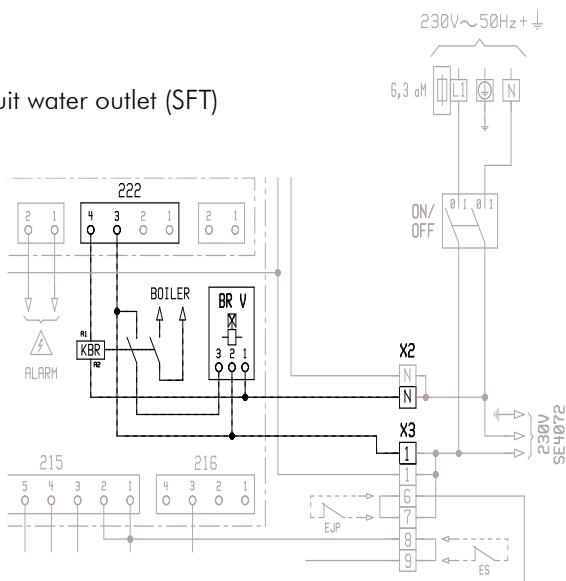 230V~50Hz+⏚
6,3 aM L1 N
uit water outlet (SFT)
222
2 1 4 3 2 1 2 1
ON/OFF
0 1 0 1
BOILER
BR V
A1
KBR
A2
3 2 1
ALARM
X2
N
N
X3
1
1
6
7
8
9
230V
SE4072
215 216
5 4 3 2 1 4 3 2 1
EJP
ES